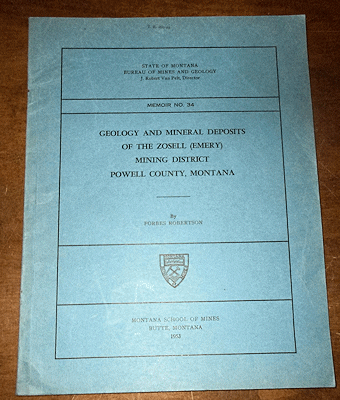 STATE OF MONTANA
BUREAU OF MINES AND GEOLOGY
J. Robert Van Pelt, Director
MEMOIR NO. 34
GEOLOGY AND MINERAL DEPOSITS
OF THE ZOSELL (EMERY)
MINING DISTRICT
POWELL COUNTY, MONTANA
By
FORBES ROBERTSON
MONTANA SCHOOL OF MINES
BUTTE, MONTANA
1953